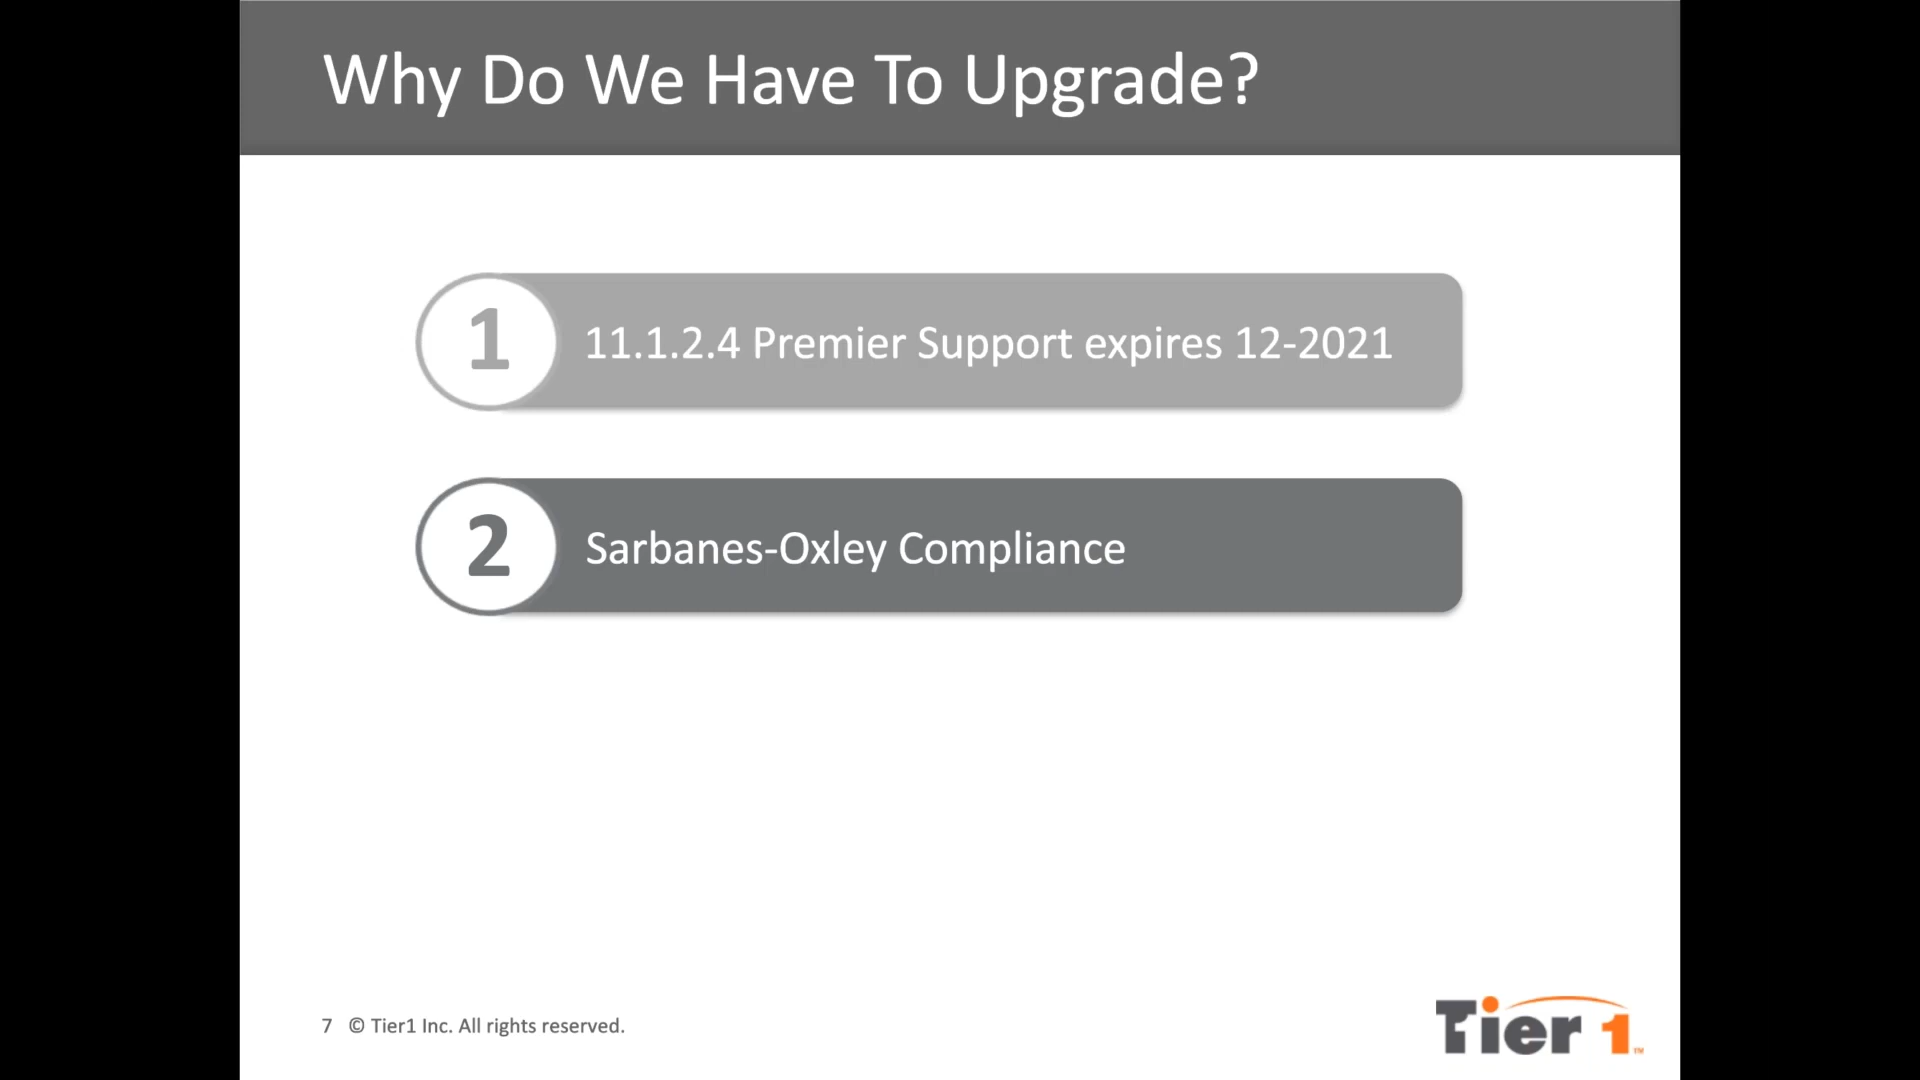 Why Do We Have To Upgrade?
1
11.1.2.4 Premier Support expires 12-2021
2
Sarbanes-Oxley Compliance
7 © Tier1 Inc. All rights reserved.
Tier 1 ™